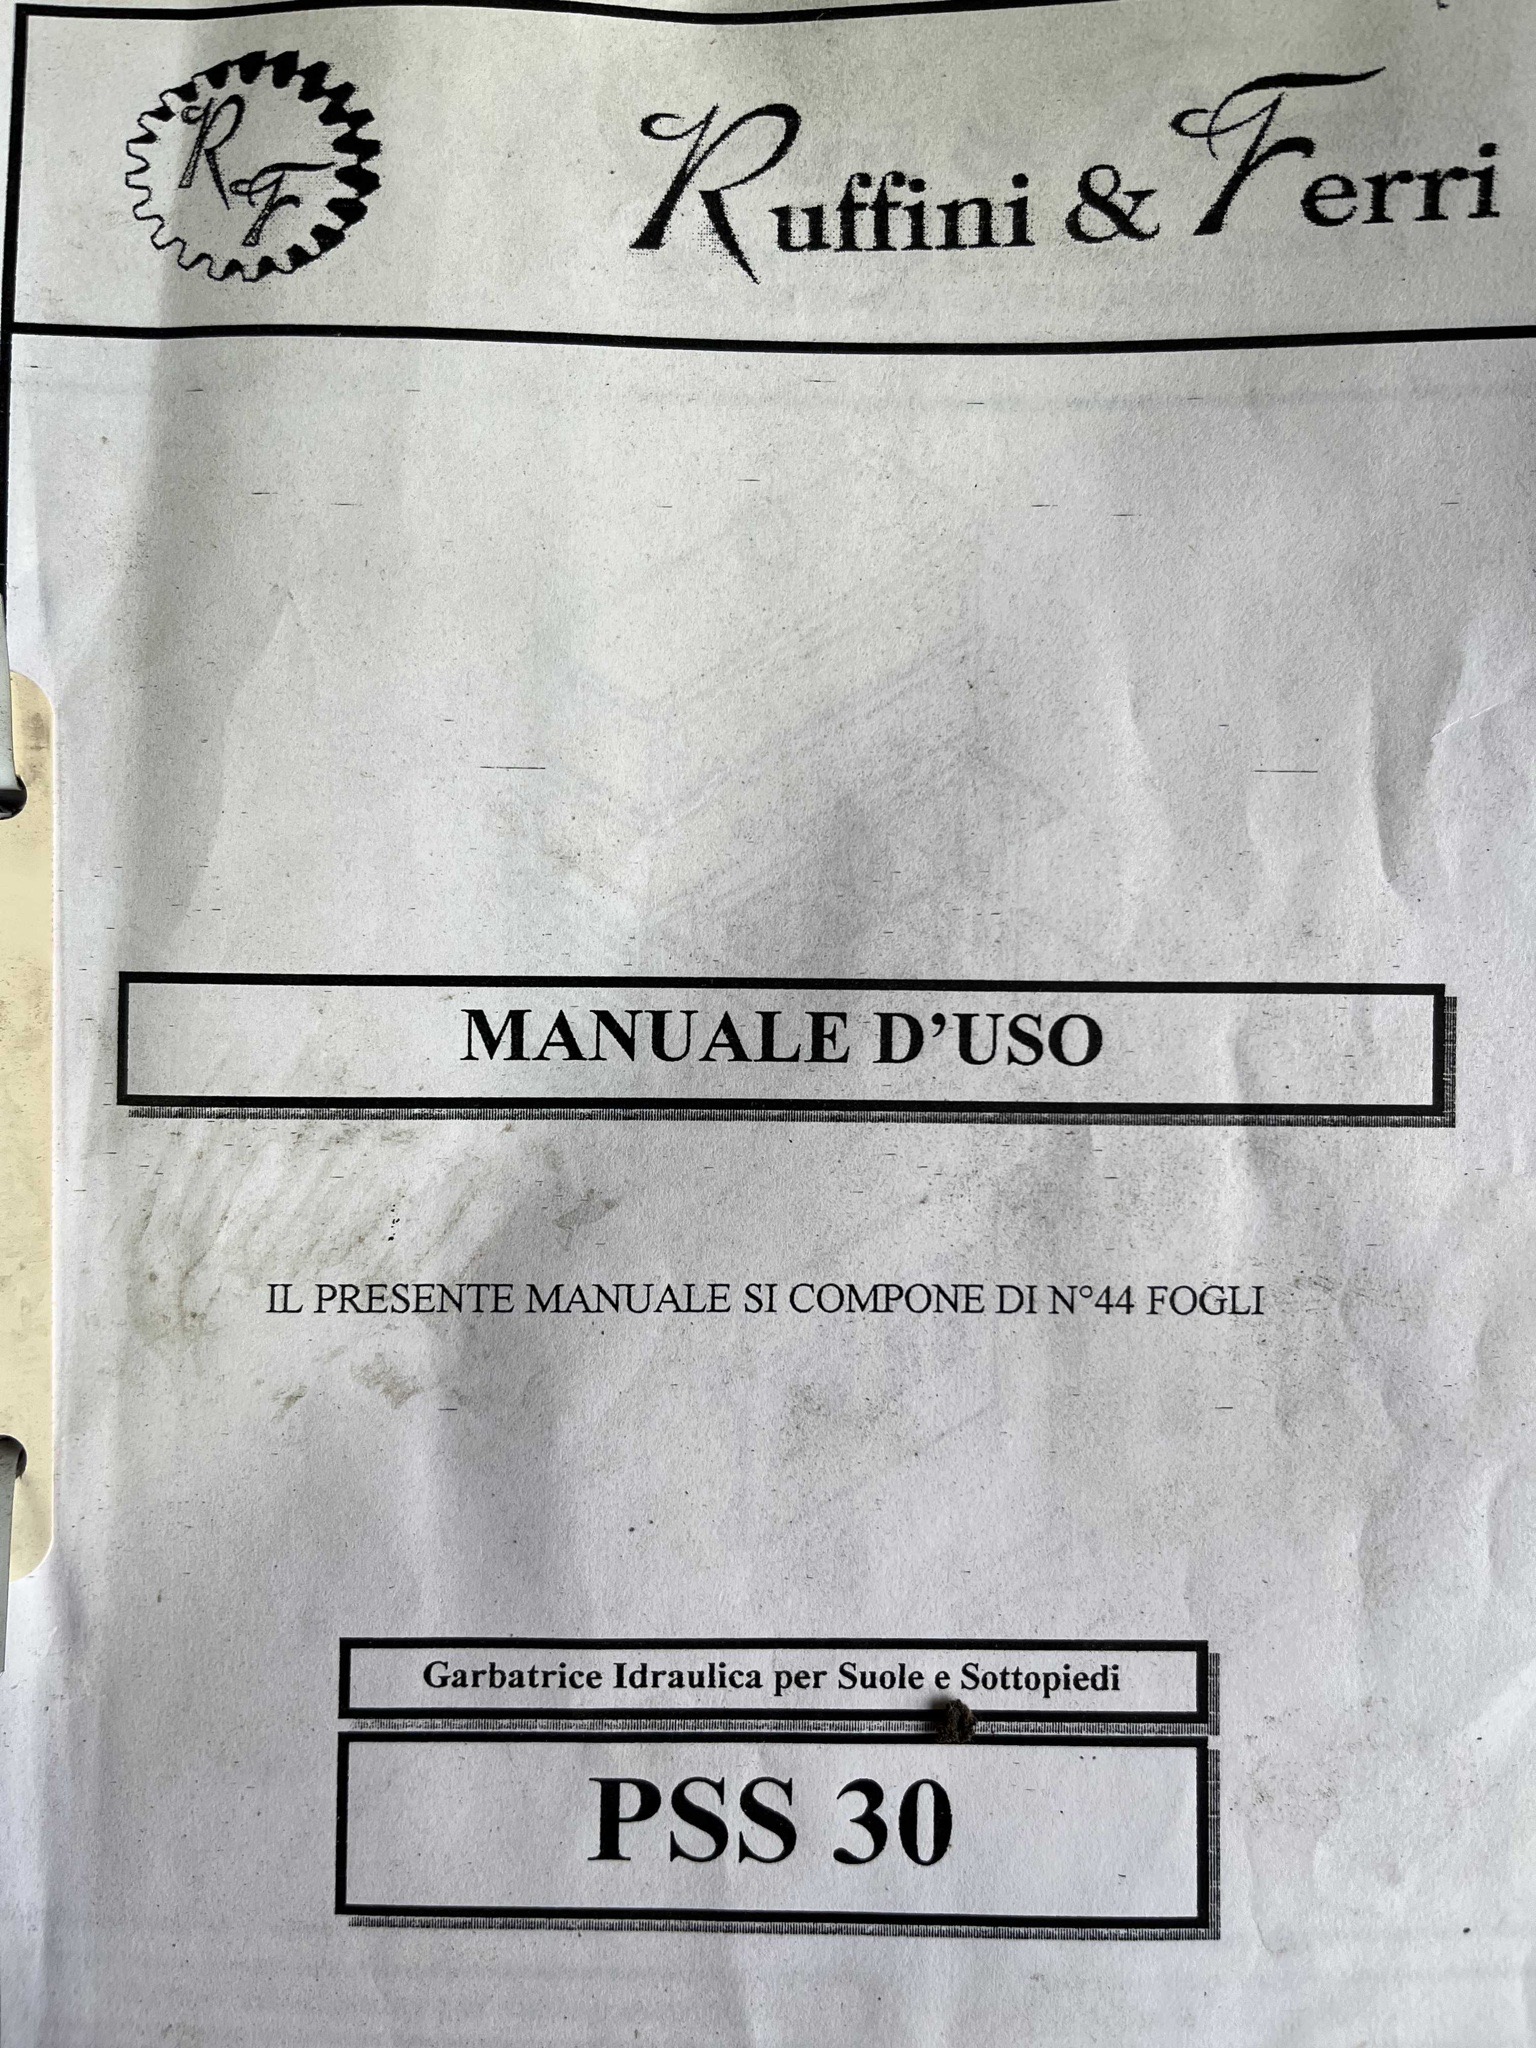 RF
Ruffini & Ferri
MANUALE D’USO
IL PRESENTE MANUALE SI COMPONE DI N°44 FOGLI
Garbatrice Idraulica per Suole e Sottopiedi
PSS 30